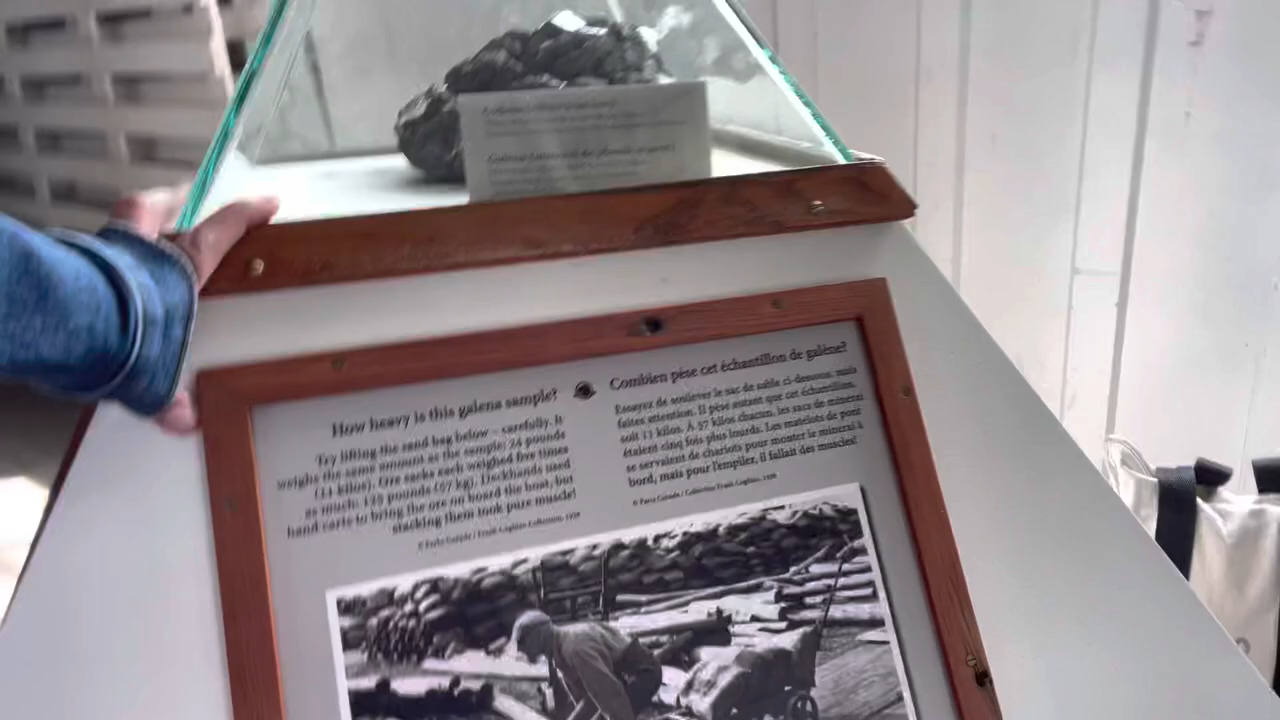 Galène (minerai de plomb argent)
How heavy is this galena sample?
Try lifting the sand bag below – carefully. It
weighs the same amount as the sample: 24 pounds
(11 kilos). Ore sacks each weighed five times
as much: 125 pounds (57 kg). Deckhands used
hand carts to bring the ore on board the boat, but
stacking them took pure muscle!
© Parcs Canada / Frank Coghlan Collection,
Combien pèse cet échantillon de galène?
Essayez de soulever le sac de sable ci-dessous, mais
faites attention. Il pèse autant que cet échantillon,
soit 11 kilos. À 57 kilos chacun, les sacs de minerai
étaient cinq fois plus lourds. Les matelots de pont
se servaient de chariots pour monter le minerai à
bord, mais pour l'empiler, il fallait des muscles!
© Parcs Canada / Collection Frank Coghlan,